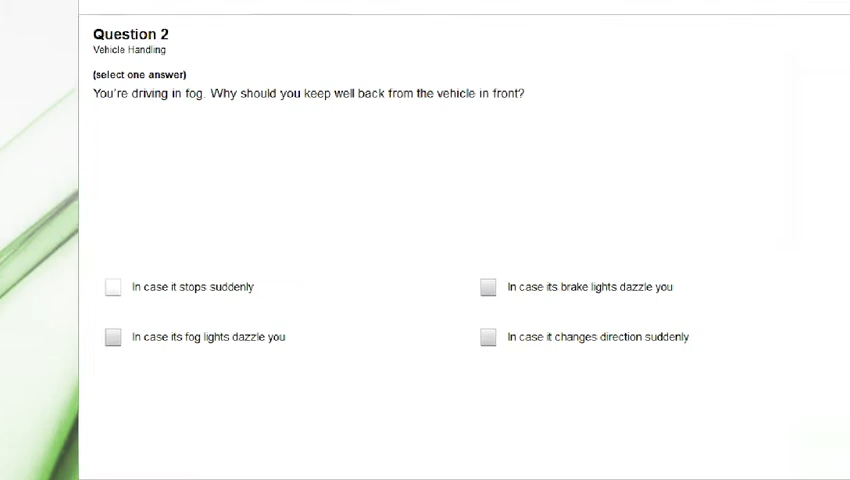 Question 2
Vehicle Handling
(select one answer)
You're driving in fog. Why should you keep well back from the vehicle in front?
In case it stops suddenly
In case its brake lights dazzle you
In case its fog lights dazzle you
In case it changes direction suddenly